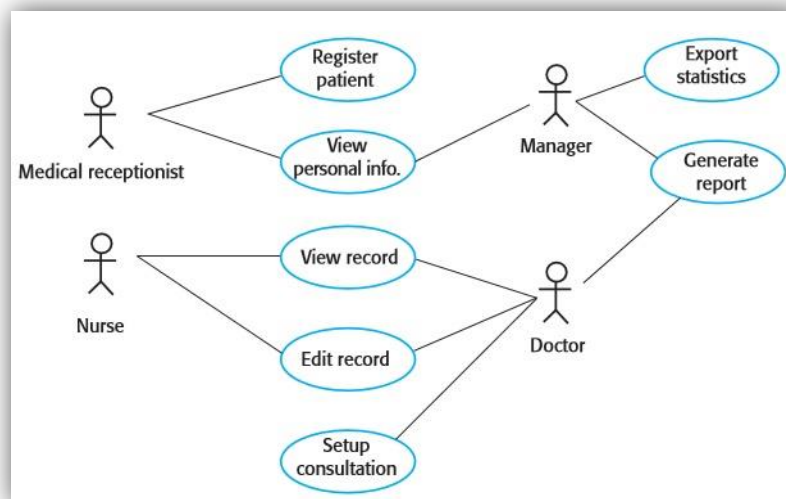 Register
patient
Export
statistics
Medical receptionist
View
personal info.
Manager
Generate
report
Nurse
View record
Edit record
Doctor
Setup
consultation